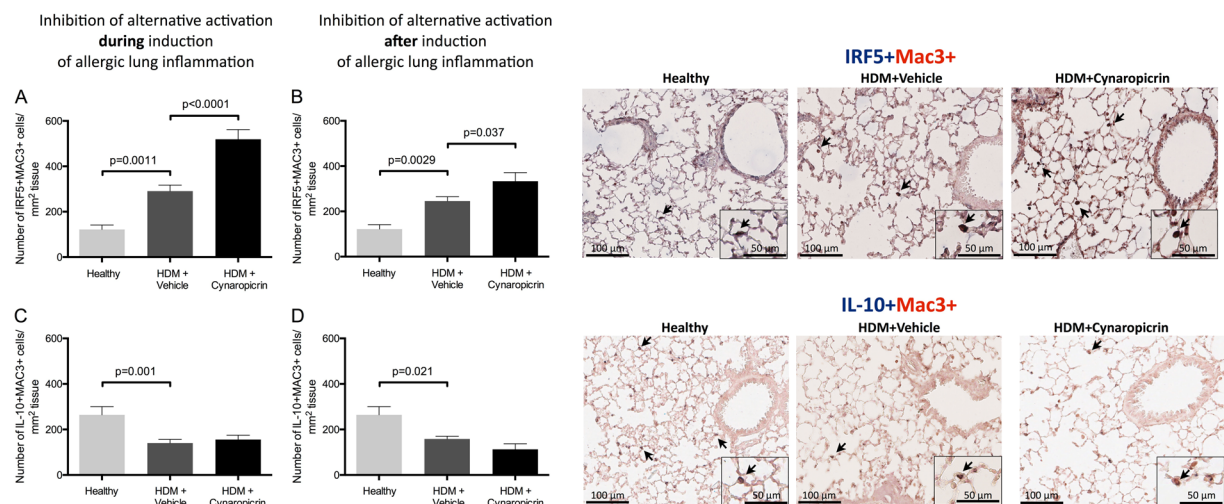 Inhibition of alternative activation
during induction
of allergic lung inflammation
Inhibition of alternative activation
after induction
of allergic lung inflammation
A
Number of IRF5+MAC3+ cells/
mm2 tissue
600
400
200
0
p=0.0011
p<0.0001
Healthy
HDM +
Vehicle
HDM +
Cynaropicrin
B
Number of IRF5+MAC3+ cells/
mm2 tissue
600
400
200
0
p=0.0029
p=0.037
Healthy
HDM +
Vehicle
HDM +
Cynaropicrin
IRF5+Mac3+
Healthy
HDM+Vehicle
HDM+Cynaropicrin
100 μm
50 μm
100 μm
50 μm
100 μm
50 μm
C
Number of IL-10+MAC3+ cells/
mm2 tissue
600
400
200
0
p=0.001
Healthy
HDM +
Vehicle
HDM +
Cynaropicrin
D
Number of IL-10+MAC3+ cells/
mm2 tissue
600
400
200
0
p=0.021
Healthy
HDM +
Vehicle
HDM +
Cynaropicrin
IL-10+Mac3+
Healthy
HDM+Vehicle
HDM+Cynaropicrin
100 μm
50 μm
100 μm
50 μm
100 μm
50 μm